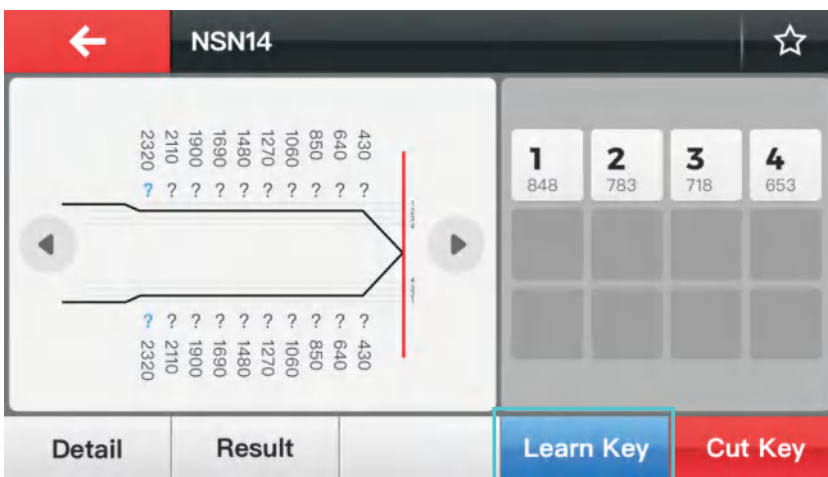 NSN14
2320 2110 1900 1690 1480 1270 1060 850 640 430
? ? ? ? ? ? ? ? ? ?
? ? ? ? ? ? ? ? ? ?
2320 2110 1900 1690 1480 1270 1060 850 640 430
1 2 3 4
848 783 718 653
Detail Result Learn Key Cut Key